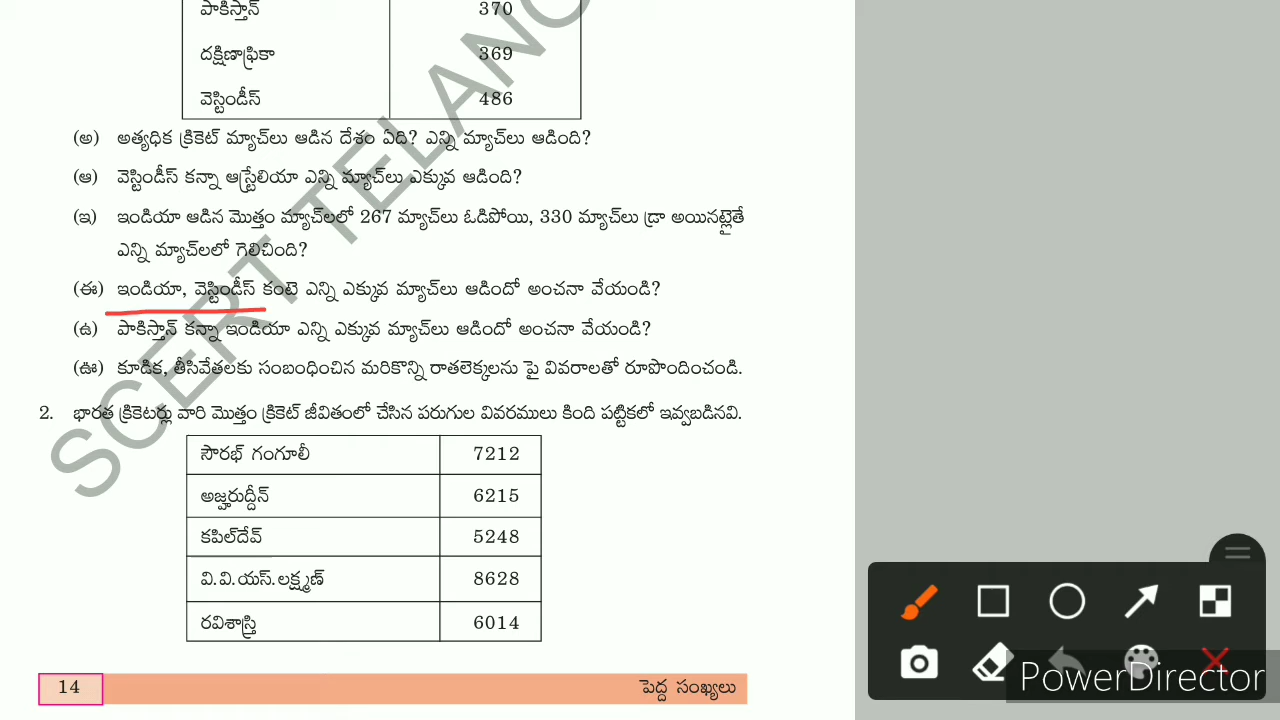 పాకిస్తాన్ 370
దక్షిణాఫ్రికా 369
వెస్టిండీస్ 486
(అ) అత్యధిక క్రికెట్ మ్యాచ్‌లు ఆడిన దేశం ఏది? ఎన్ని మ్యాచ్‌లు ఆడింది?
(ఆ) వెస్టిండీస్ కన్నా ఆస్ట్రేలియా ఎన్ని మ్యాచ్‌లు ఎక్కువ ఆడింది?
(ఇ) ఇండియా ఆడిన మొత్తం మ్యాచ్‌లలో 267 మ్యాచ్‌లు ఓడిపోయి, 330 మ్యాచ్‌లు డ్రా అయినట్లైతే
ఎన్ని మ్యాచ్‌లలో గెలిచింది?
(ఈ) ఇండియా, వెస్టిండీస్ కంటె ఎన్ని ఎక్కువ మ్యాచ్‌లు ఆడిందో అంచనా వేయండి?
(ఉ) పాకిస్తాన్ కన్నా ఇండియా ఎన్ని ఎక్కువ మ్యాచ్‌లు ఆడిందో అంచనా వేయండి?
(ఊ) కూడిక, తీసివేతలకు సంబంధించిన మరికొన్ని రాతలెక్కలను పై వివరాలతో రూపొందించండి.
2. భారత క్రికెటర్లు వారి మొత్తం క్రికెట్ జీవితంలో చేసిన పరుగుల వివరములు కింది పట్టికలో ఇవ్వబడినవి.
సౌరభ్ గంగూలీ 7212
అజ్హరుద్దీన్ 6215
కపిల్‌దేవ్ 5248
వి.వి.యస్.లక్ష్మణ్ 8628
రవిశాస్త్రి 6014
14 పెద్ద సంఖ్యలు
SCERT TELANG
PowerDirector